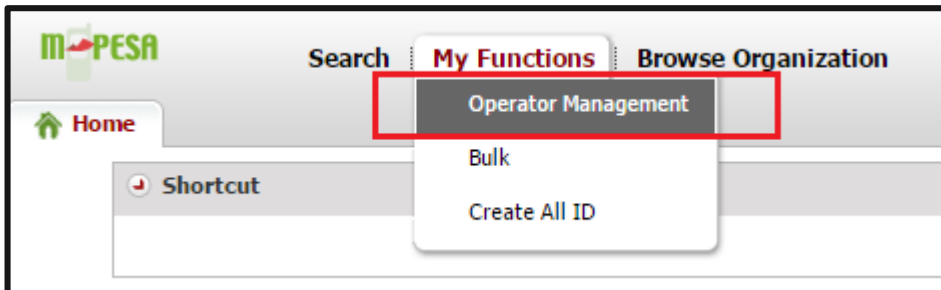 M-PESA
Search My Functions Browse Organization
Operator Management
Home
Bulk
Shortcut
Create All ID